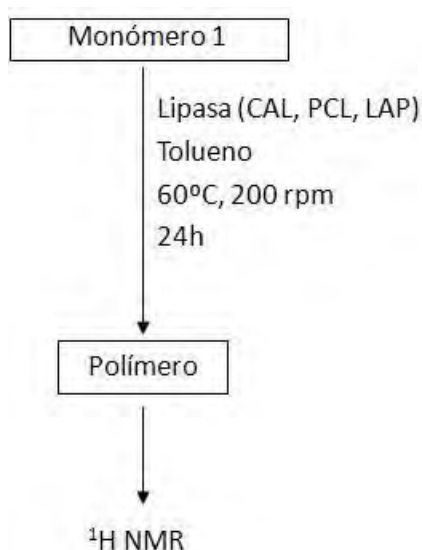 Monómero 1
Lipasa (CAL, PCL, LAP)
Tolueno
60ºC, 200 rpm
24h
Polímero
¹H NMR